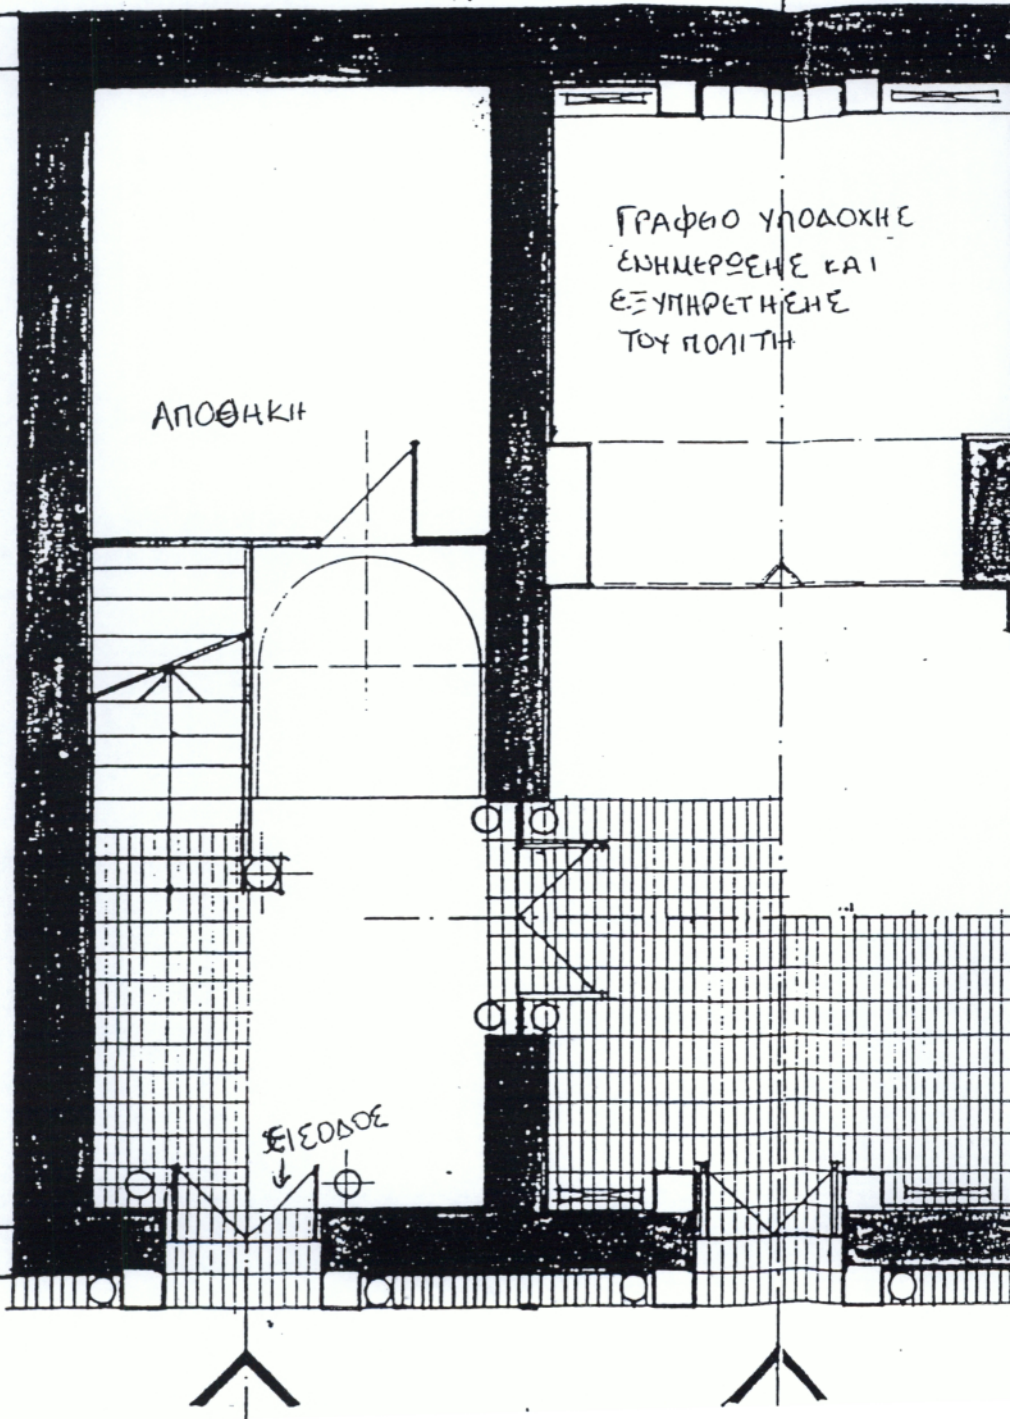 ΓΡΑΦΕΙΟ ΥΠΟΔΟΧΗΣ
ΕΝΗΜΕΡΩΣΗΣ ΚΑΙ
ΕΞΥΠΗΡΕΤΗΣΗΣ
ΤΟΥ ΠΟΛΙΤΗ
ΑΠΟΘΗΚΗ
ΕΙΣΟΔΟΣ